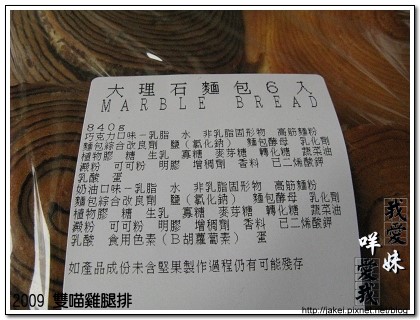 大理石麵包6入
MARBLE BREAD
840g
巧克力口味－乳脂 水 非乳脂固形物 高筋麵粉
麵包綜合改良劑 鹽（氯化鈉） 麵包酵母 乳化劑
植物膠 糖 生乳 寡糖 麥芽糖 轉化糖 蔬菜油
澱粉 可可粉 明膠 增稠劑 香料 已二烯酸鉀
乳酸 蛋
奶油口味－乳脂 水 非乳脂固形物 高筋麵粉
麵包綜合改良劑 鹽（氯化鈉） 麵包酵母 乳化劑
植物膠 糖 生乳 寡糖 麥芽糖 轉化糖 蔬菜油
澱粉 可可粉 明膠 增稠劑 香料 已二烯酸鉀
乳酸 食用色素（B胡蘿蔔素） 蛋
如產品成份未含堅果製作過程仍有可能殘存
我愛妹
咩愛我
2009 雙喵雞腿排
http://jakei.pixnet.net/blog